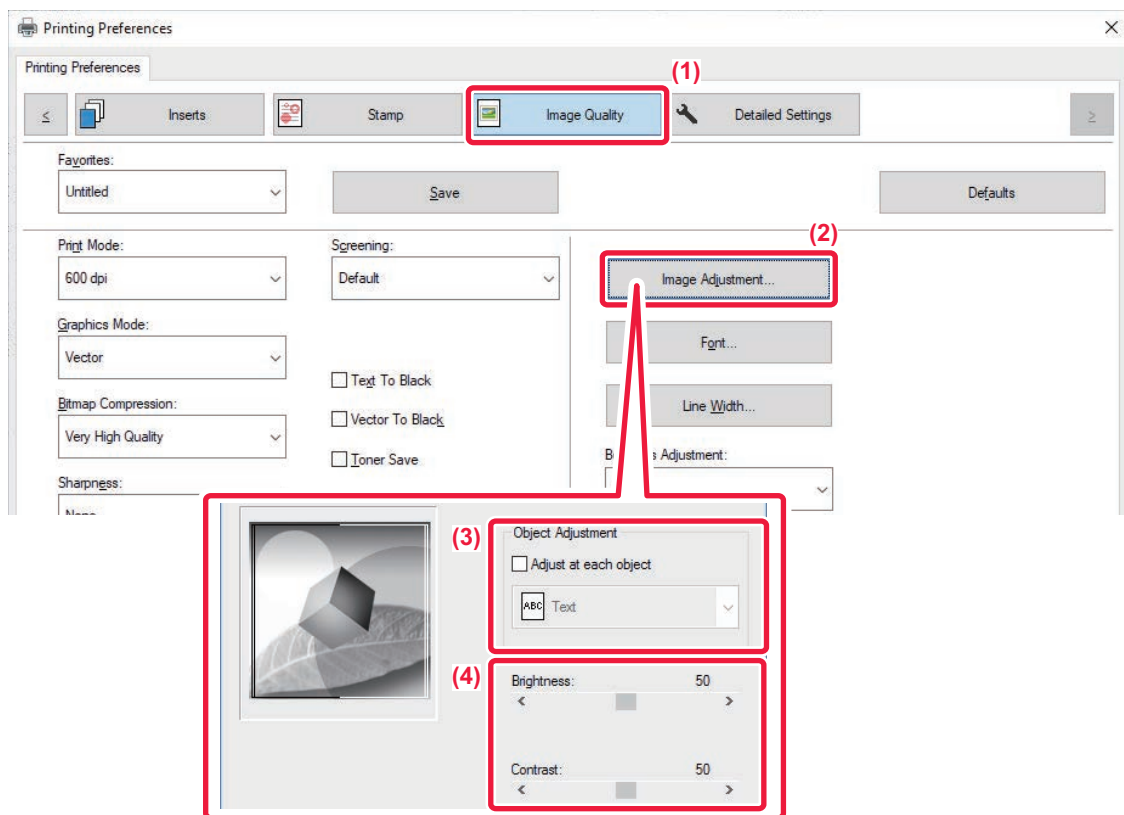 Printing Preferences
Printing Preferences
(1)
≤ Inserts Stamp Image Quality Detailed Settings ≥
Favorites:
Untitled Save Defaults
(2)
Print Mode: Screening:
600 dpi Default Image Adjustment...
Graphics Mode:
Vector Font...
Text To Black
Bitmap Compression: Vector To Black Line Width...
Very High Quality
Toner Save Adjustment:
Sharpness:
None
(3) Object Adjustment
Adjust at each object
ABC Text
(4) Brightness: 50
< >
Contrast: 50
< >